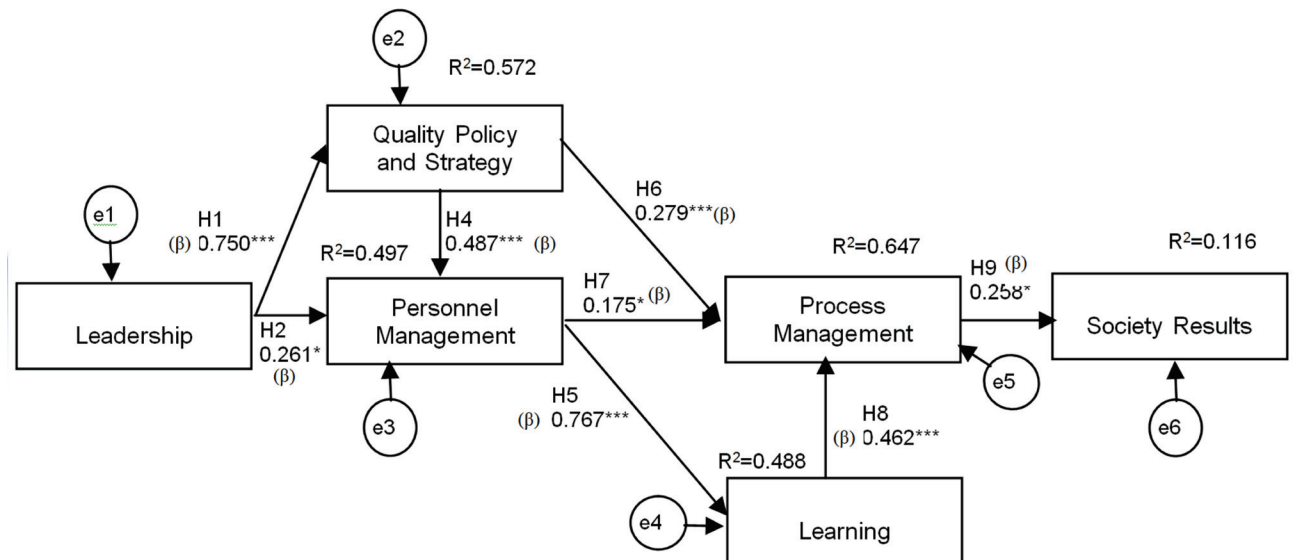 e2
R²=0.572
Quality Policy
and Strategy
e1
H1
(β) 0.750***
H6
0.279***(β)
H4
0.487*** (β)
R²=0.497
R²=0.647
R²=0.116
Leadership
H2
0.261*
(β)
Personnel
Management
H7
0.175* (β)
Process
Management
H9 (β)
0.258*
Society Results
e3
H5
(β) 0.767***
H8
(β) 0.462***
e5
e6
R²=0.488
e4
Learning